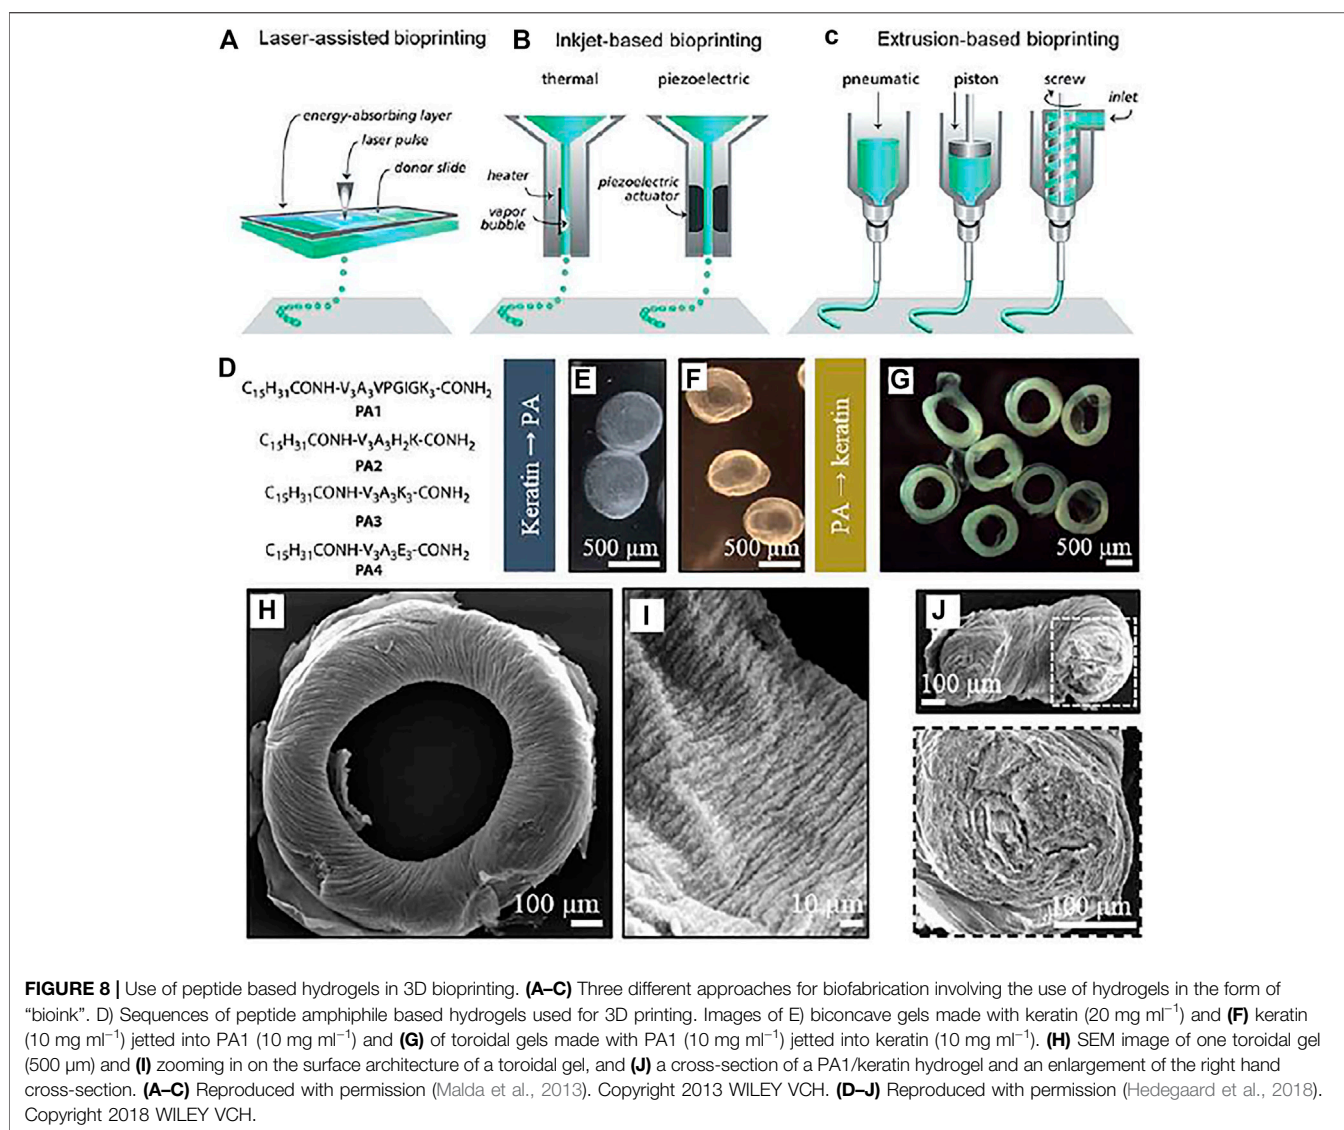 A Laser-assisted bioprinting
B Inkjet-based bioprinting
C Extrusion-based bioprinting
thermal
piezoelectric
pneumatic
piston
screw
inlet
energy-absorbing layer
laser pulse
donor slide
heater
vapor
bubble
piezoelectric
actuator
D
C₁₅H₃₁CONH-V₃A₃VPGIGK₃-CONH₂
PA1
C₁₅H₃₁CONH-V₃A₃H₂K-CONH₂
PA2
C₁₅H₃₁CONH-V₃A₃K₃-CONH₂
PA3
C₁₅H₃₁CONH-V₃A₃E₃-CONH₂
PA4
Keratin → PA
E
500 µm
F
500 µm
PA → keratin
G
500 µm
H
100 µm
I
10 µm
J
100 µm
100 µm
FIGURE 8 | Use of peptide based hydrogels in 3D bioprinting. (A–C) Three different approaches for biofabrication involving the use of hydrogels in the form of
“bioink”. D) Sequences of peptide amphiphile based hydrogels used for 3D printing. Images of E) biconcave gels made with keratin (20 mg ml⁻¹) and (F) keratin
(10 mg ml⁻¹) jetted into PA1 (10 mg ml⁻¹) and (G) of toroidal gels made with PA1 (10 mg ml⁻¹) jetted into keratin (10 mg ml⁻¹). (H) SEM image of one toroidal gel
(500 µm) and (I) zooming in on the surface architecture of a toroidal gel, and (J) a cross-section of a PA1/keratin hydrogel and an enlargement of the right hand
cross-section. (A–C) Reproduced with permission (Malda et al., 2013). Copyright 2013 WILEY VCH. (D–J) Reproduced with permission (Hedegaard et al., 2018).
Copyright 2018 WILEY VCH.